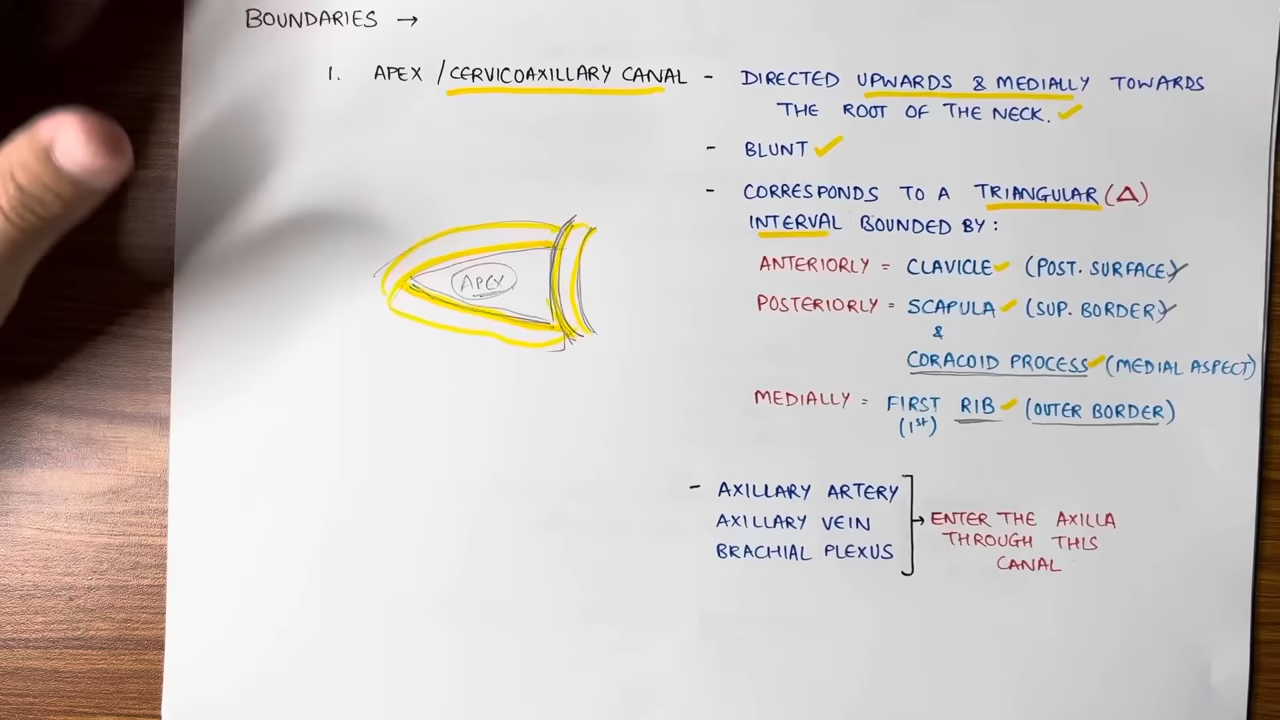 BOUNDARIES →
1. APEX / CERVICOAXILLARY CANAL - DIRECTED UPWARDS & MEDIALLY TOWARDS
THE ROOT OF THE NECK.
- BLUNT
- CORRESPONDS TO A TRIANGULAR (Δ)
INTERVAL BOUNDED BY:
ANTERIORLY = CLAVICLE (POST. SURFACE)
APEX
POSTERIORLY = SCAPULA (SUP. BORDER)
&
CORACOID PROCESS (MEDIAL ASPECT)
MEDIALLY = FIRST RIB (OUTER BORDER)
(1st)
- AXILLARY ARTERY
AXILLARY VEIN
BRACHIAL PLEXUS
→ ENTER THE AXILLA
THROUGH THIS
CANAL